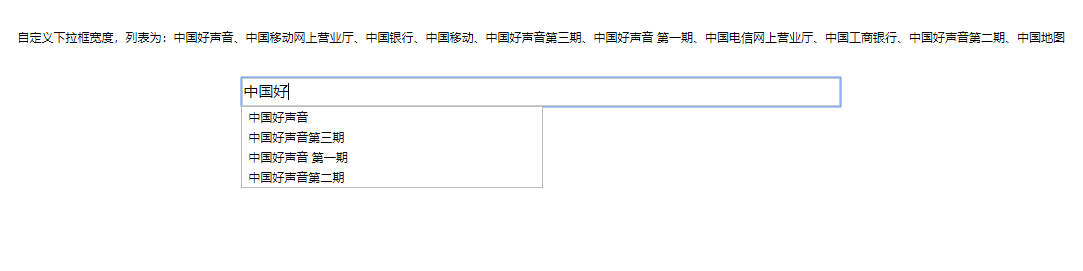 自定义下拉框宽度，列表为：中国好声音、中国移动网上营业厅、中国银行、中国移动、中国好声音第三期、中国好声音 第一期、中国电信网上营业厅、中国工商银行、中国好声音第二期、中国地图
中国好
中国好声音
中国好声音第三期
中国好声音 第一期
中国好声音第二期